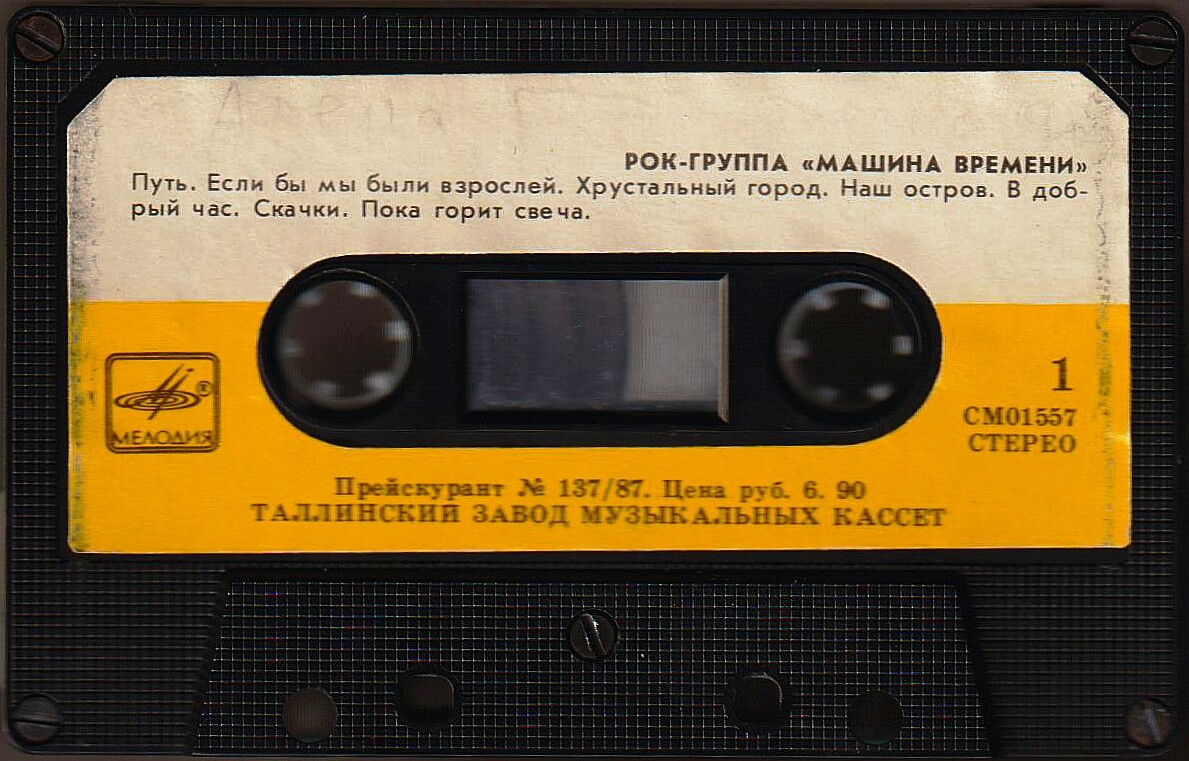 РОК-ГРУППА «МАШИНА ВРЕМЕНИ»
Путь. Если бы мы были взрослей. Хрустальный город. Наш остров. В доб-
рый час. Скачки. Пока горит свеча.
®
МЕЛОДИЯ
1
СМ01557
СТЕРЕО
Прейскурант № 137/87. Цена руб. 6. 90
ТАЛЛИНСКИЙ ЗАВОД МУЗЫКАЛЬНЫХ КАССЕТ